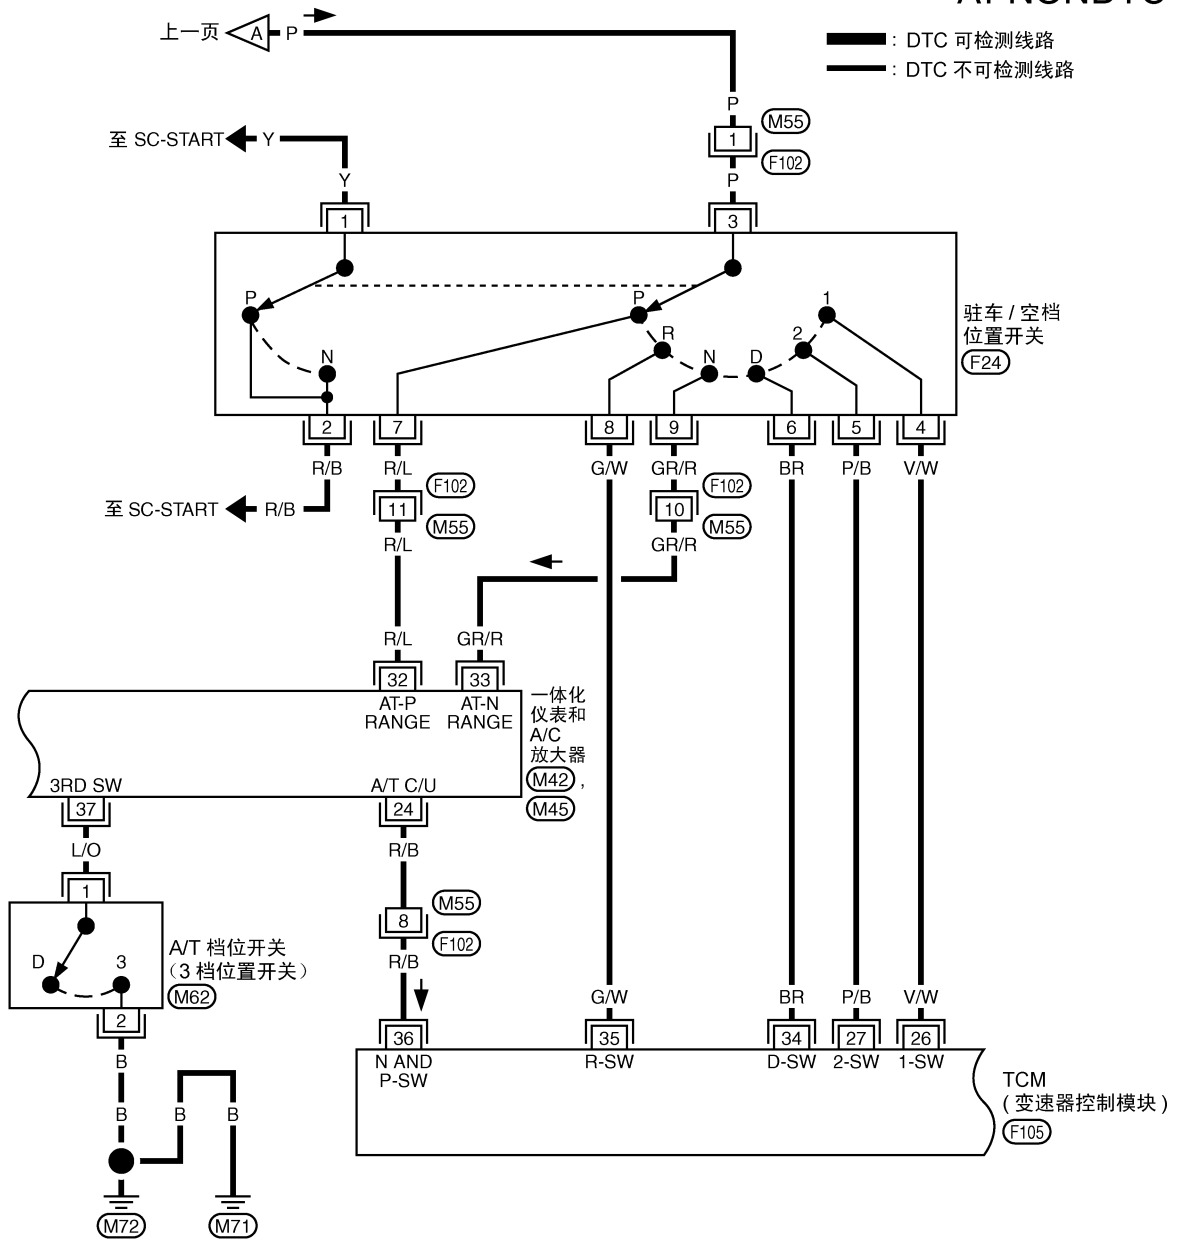 上一页 A P
: DTC 可检测线路
: DTC 不可检测线路
P
1 M55
F102
P
至 SC-START Y
Y
1 3
P N
P R N D 2 1
驻车 / 空档
位置开关
F24
2 7 8 9 6 5 4
R/B R/L G/W GR/R BR P/B V/W
F102 F102
至 SC-START R/B 11 10
M55 M55
R/L GR/R
R/L GR/R
32 33
AT-P AT-N
RANGE RANGE
一体化
仪表和
A/C
放大器
M42 ,
M45
3RD SW A/T C/U
37 24
L/O R/B
1
M55
8
F102
R/B
D 3
A/T 档位开关
（3 档位置开关）
M62
2
B
B B B
M72 M71
G/W BR P/B V/W
36 35 34 27 26
N AND R-SW D-SW 2-SW 1-SW
P-SW
TCM
( 变速器控制模块 )
F105